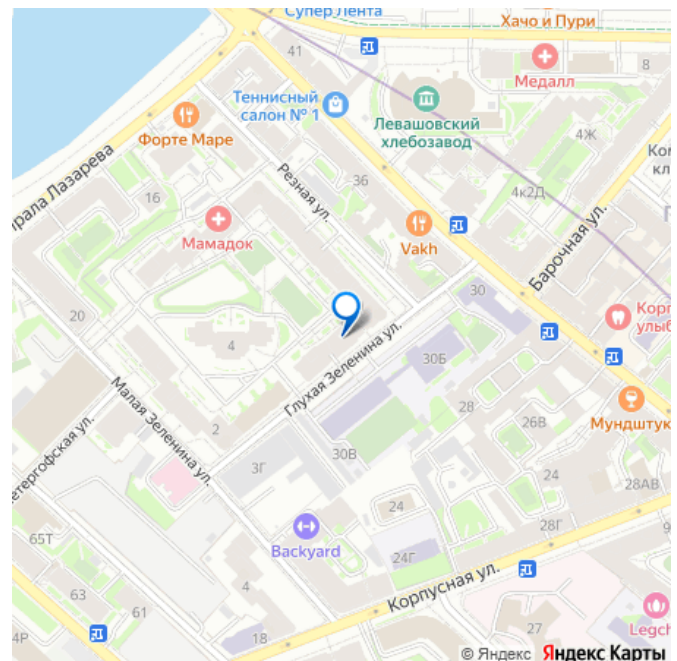 Супер Лента
Хачо и Пури
41
8
Медалл
Теннисный
салон № 1
Левашовский
хлебозавод
Форте Маре
4Ж
рала Лазарева
Резная ул.
36
16
4к2Д
Мамадок
Vakh
Барочная ул.
20
30
4
Глухая Зеленина ул.
30Б
Малая Зеленина ул.
28
2
26В
Мундштук
етергофская ул.
3Г
30В
24
24
28АВ
28Г
65Т
Backyard
24Г
Корпусная ул.
63
61
27
4Р
18
© Яндекс Яндекс Карты